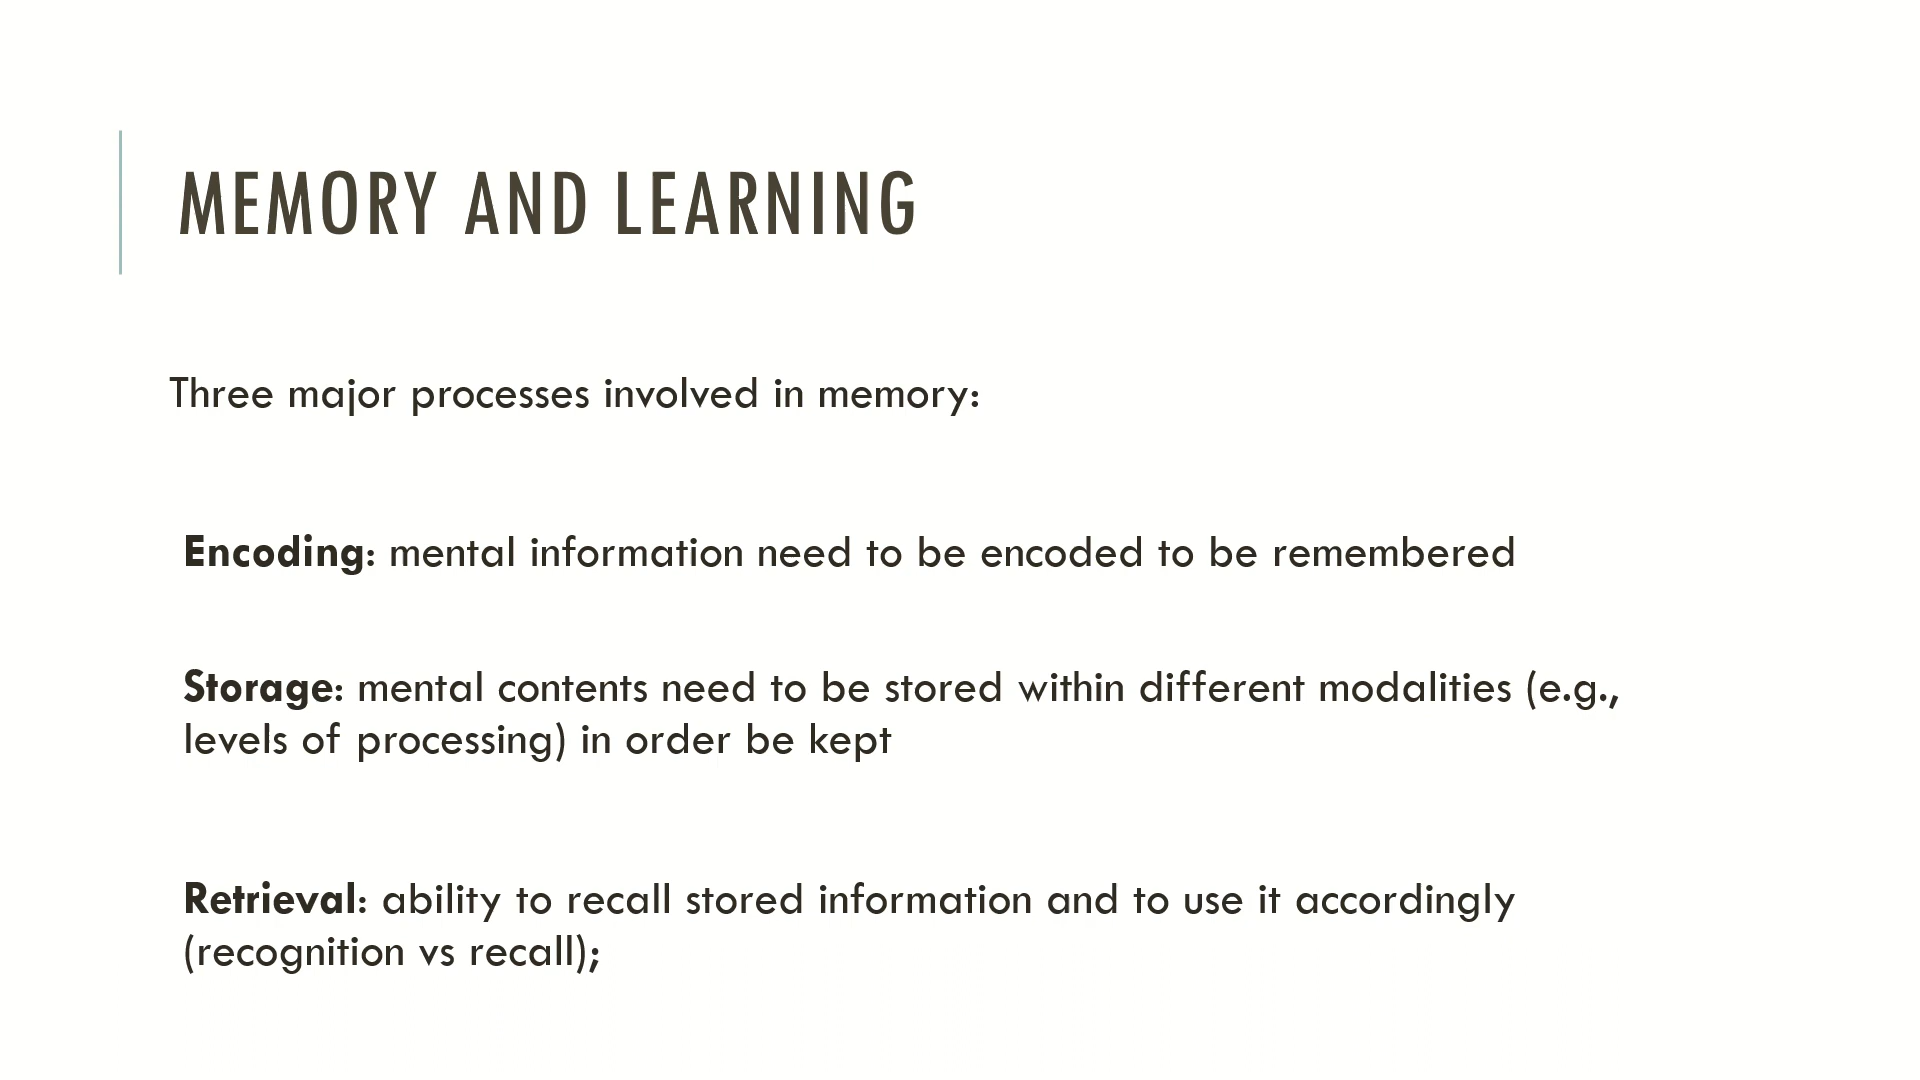 MEMORY AND LEARNING
Three major processes involved in memory:
Encoding: mental information need to be encoded to be remembered
Storage: mental contents need to be stored within different modalities (e.g.,
levels of processing) in order be kept
Retrieval: ability to recall stored information and to use it accordingly
(recognition vs recall);